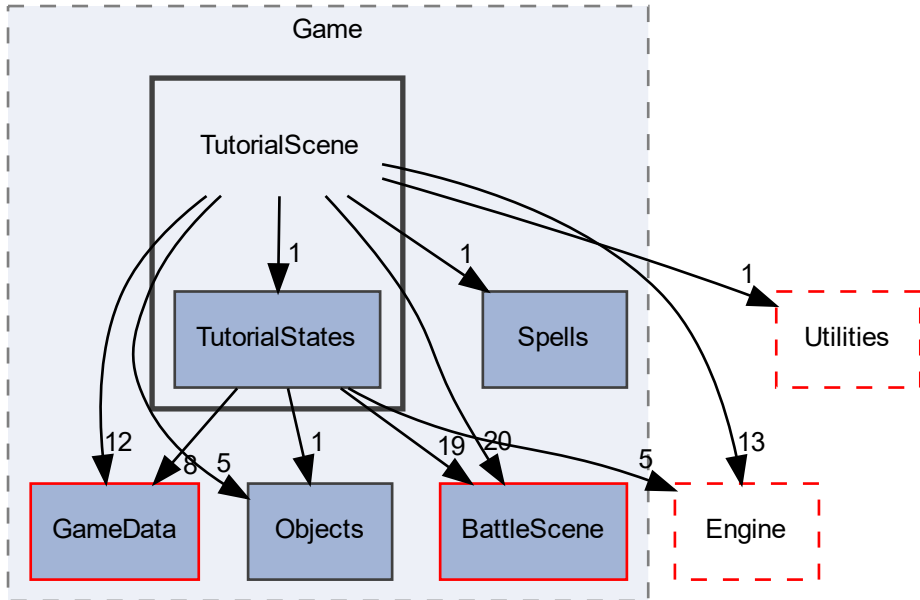 Game
TutorialScene
1
1
1
TutorialStates
Spells
Utilities
12
8
5
1
19
20
5
13
GameData
Objects
BattleScene
Engine